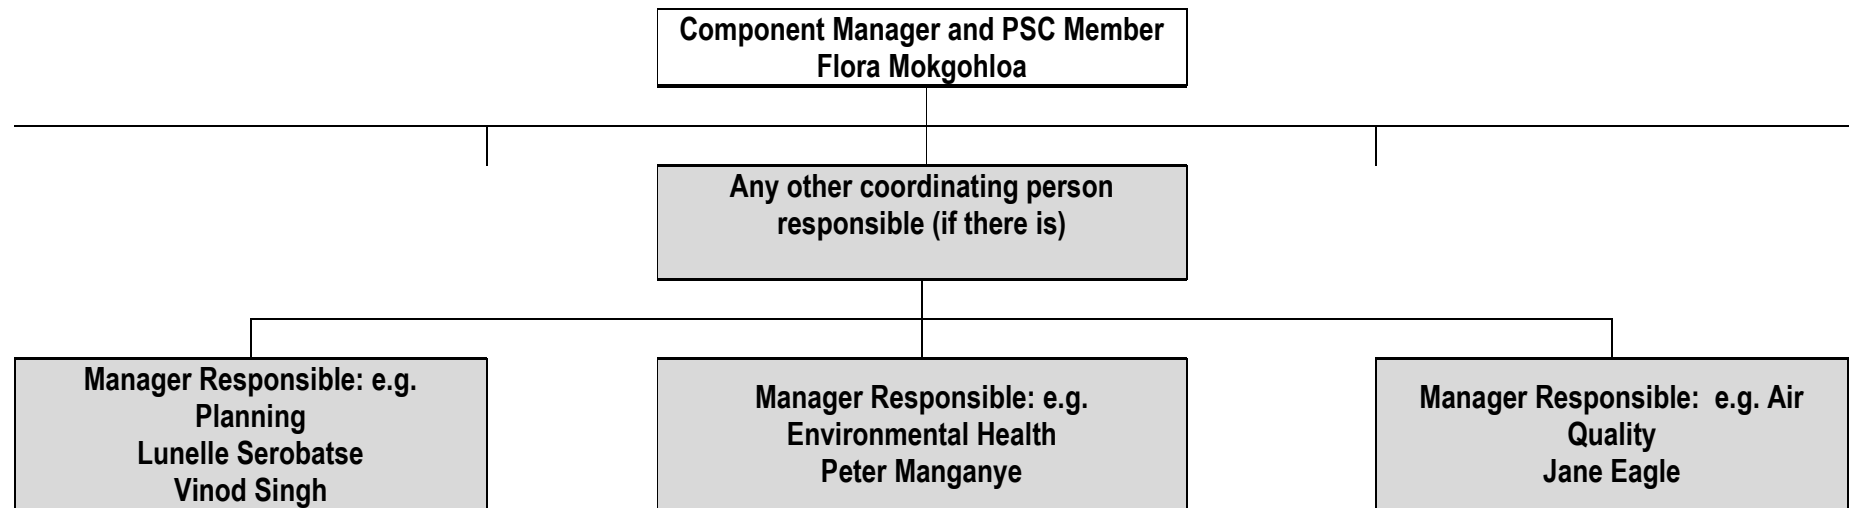 Component Manager and PSC Member
Flora Mokgohloa
Any other coordinating person
responsible (if there is)
Manager Responsible: e.g.
Planning
Lunelle Serobatse
Vinod Singh
Manager Responsible: e.g.
Environmental Health
Peter Manganye
Manager Responsible:  e.g. Air
Quality
Jane Eagle